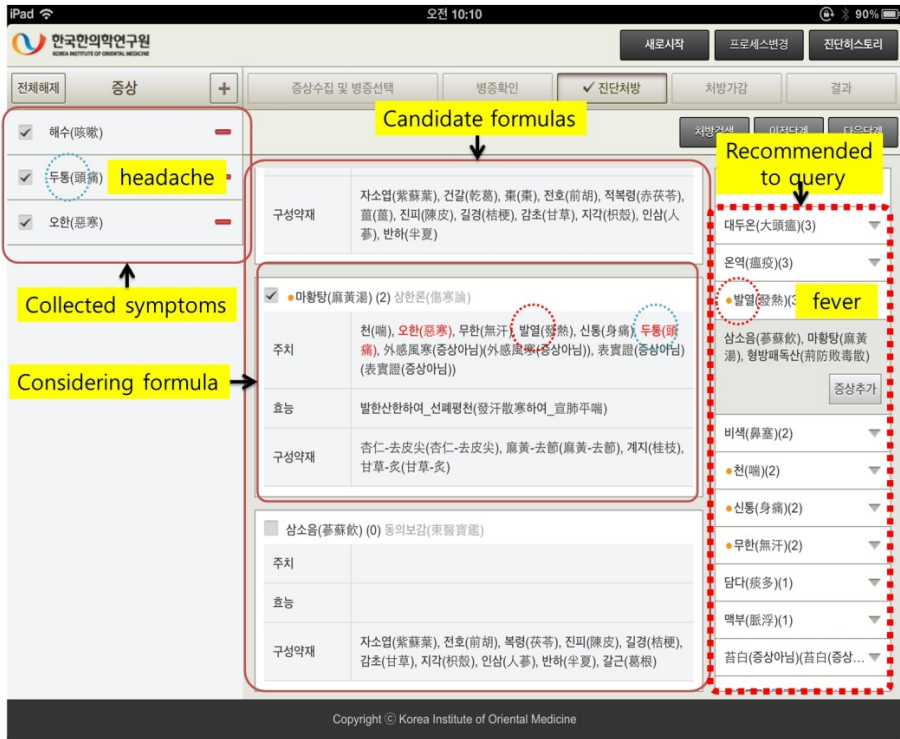 iPad
오전 10:10
90%
한국한의학연구원
KOREA INSTITUTE OF ORIENTAL MEDICINE
새로시작
프로세스변경
진단히스토리
전체해제
증상
+
증상수집 및 병증선택
병증확인
✓ 진단처방
처방가감
결과
해수(咳嗽)
두통(頭痛)
headache
오한(惡寒)
Collected symptoms
Considering formula
Candidate formulas
처방검색
이전단계
다음단계
Recommended
to query
구성약재
자소엽(紫蘇葉), 건갈(乾葛), 棗(棗), 전호(前胡), 적복령(赤茯苓),
薑(薑), 진피(陳皮), 길경(桔梗), 감초(甘草), 지각(枳殼), 인삼(人
蔘), 반하(半夏)
마황탕(麻黃湯) (2) 상한론(傷寒論)
주치
천(喘), 오한(惡寒), 무한(無汗), 발열(發熱), 신통(身痛), 두통(頭
痛), 外感風寒(증상아님)(外感風寒(증상아님)), 表實證(증상아님)
(表實證(증상아님))
효능
발한산한하여_선폐평천(發汗散寒하여_宣肺平喘)
구성약재
杏仁-去皮尖(杏仁-去皮尖), 麻黃-去節(麻黃-去節), 계지(桂枝),
甘草-炙(甘草-炙)
삼소음(蔘蘇飮) (0) 동의보감(東醫寶鑑)
주치
효능
구성약재
자소엽(紫蘇葉), 전호(前胡), 복령(茯苓), 진피(陳皮), 길경(桔梗),
감초(甘草), 지각(枳殼), 인삼(人蔘), 반하(半夏), 갈근(葛根)
대두온(大頭瘟)(3)
온역(瘟疫)(3)
발열(發熱)(3
fever
삼소음(蔘蘇飮), 마황탕(麻黃
湯), 형방패독산(荊防敗毒散)
증상추가
비색(鼻塞)(2)
천(喘)(2)
신통(身痛)(2)
무한(無汗)(2)
담다(痰多)(1)
맥부(脈浮)(1)
苔白(증상아님)(苔白(증상...
Copyright ⓒ Korea Institute of Oriental Medicine